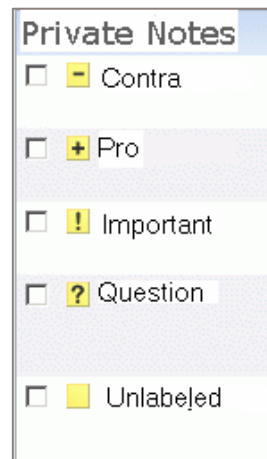 Private Notes
- Contra
+ Pro
! Important
? Question
Unlabeled